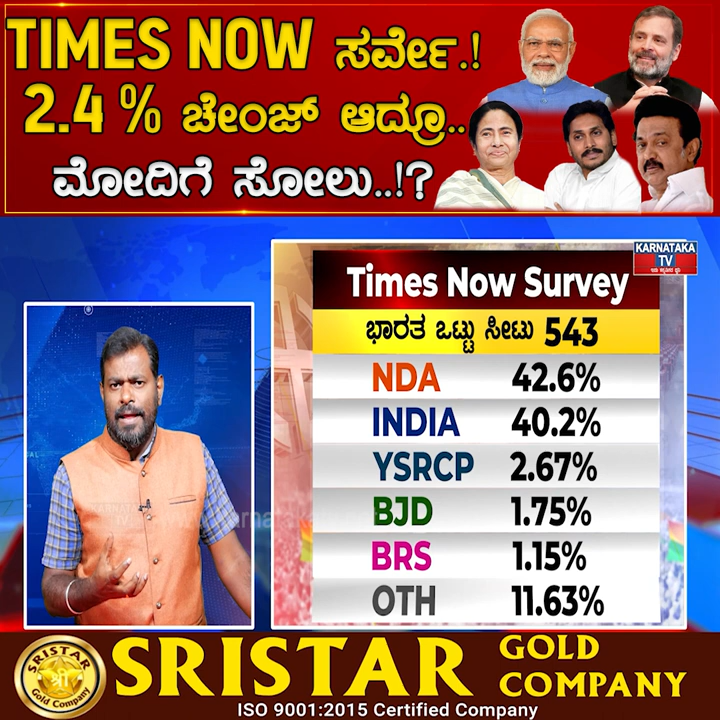 TIMES NOW ಸರ್ವೇ.!
2.4 % ಚೇಂಜ್ ಆದ್ರೂ..
ಮೋದಿಗೆ ಸೋಲು..!?
KARNATAKA
TV
Times Now Survey
ಭಾರತ ಒಟ್ಟು ಸೀಟು 543
NDA 42.6%
INDIA 40.2%
YSRCP 2.67%
BJD 1.75%
BRS 1.15%
OTH 11.63%
SRISTAR
श्री
Gold Company
SRISTAR GOLD COMPANY
ISO 9001:2015 Certified Company